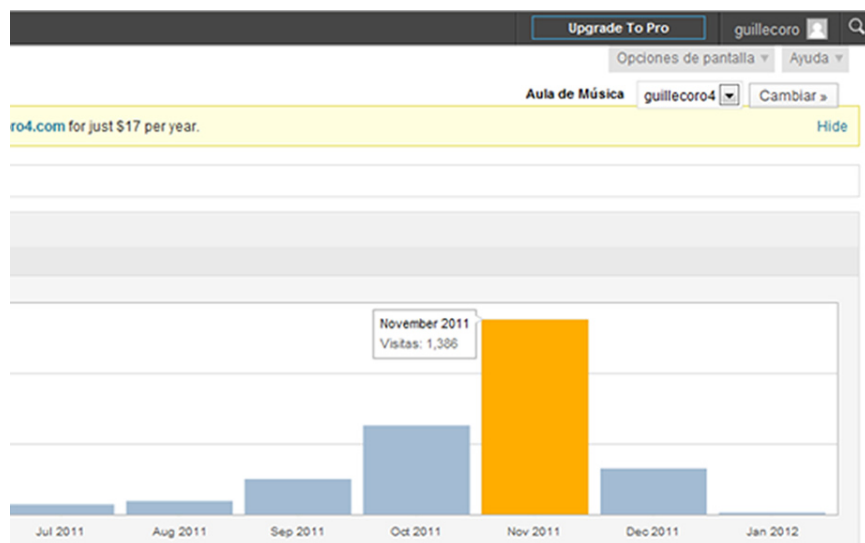 Upgrade To Pro guillecoro
Opciones de pantalla Ayuda
Aula de Música guillecoro4 Cambiar »
ro4.com for just $17 per year. Hide
November 2011
Visitas: 1,386
Jul 2011 Aug 2011 Sep 2011 Oct 2011 Nov 2011 Dec 2011 Jan 2012